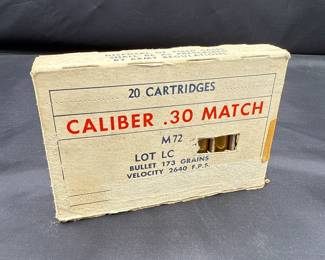 20 CARTRIDGES
CALIBER .30 MATCH
M72
LOT LC
BULLET 173 GRAINS
VELOCITY 2640 F.P.S.